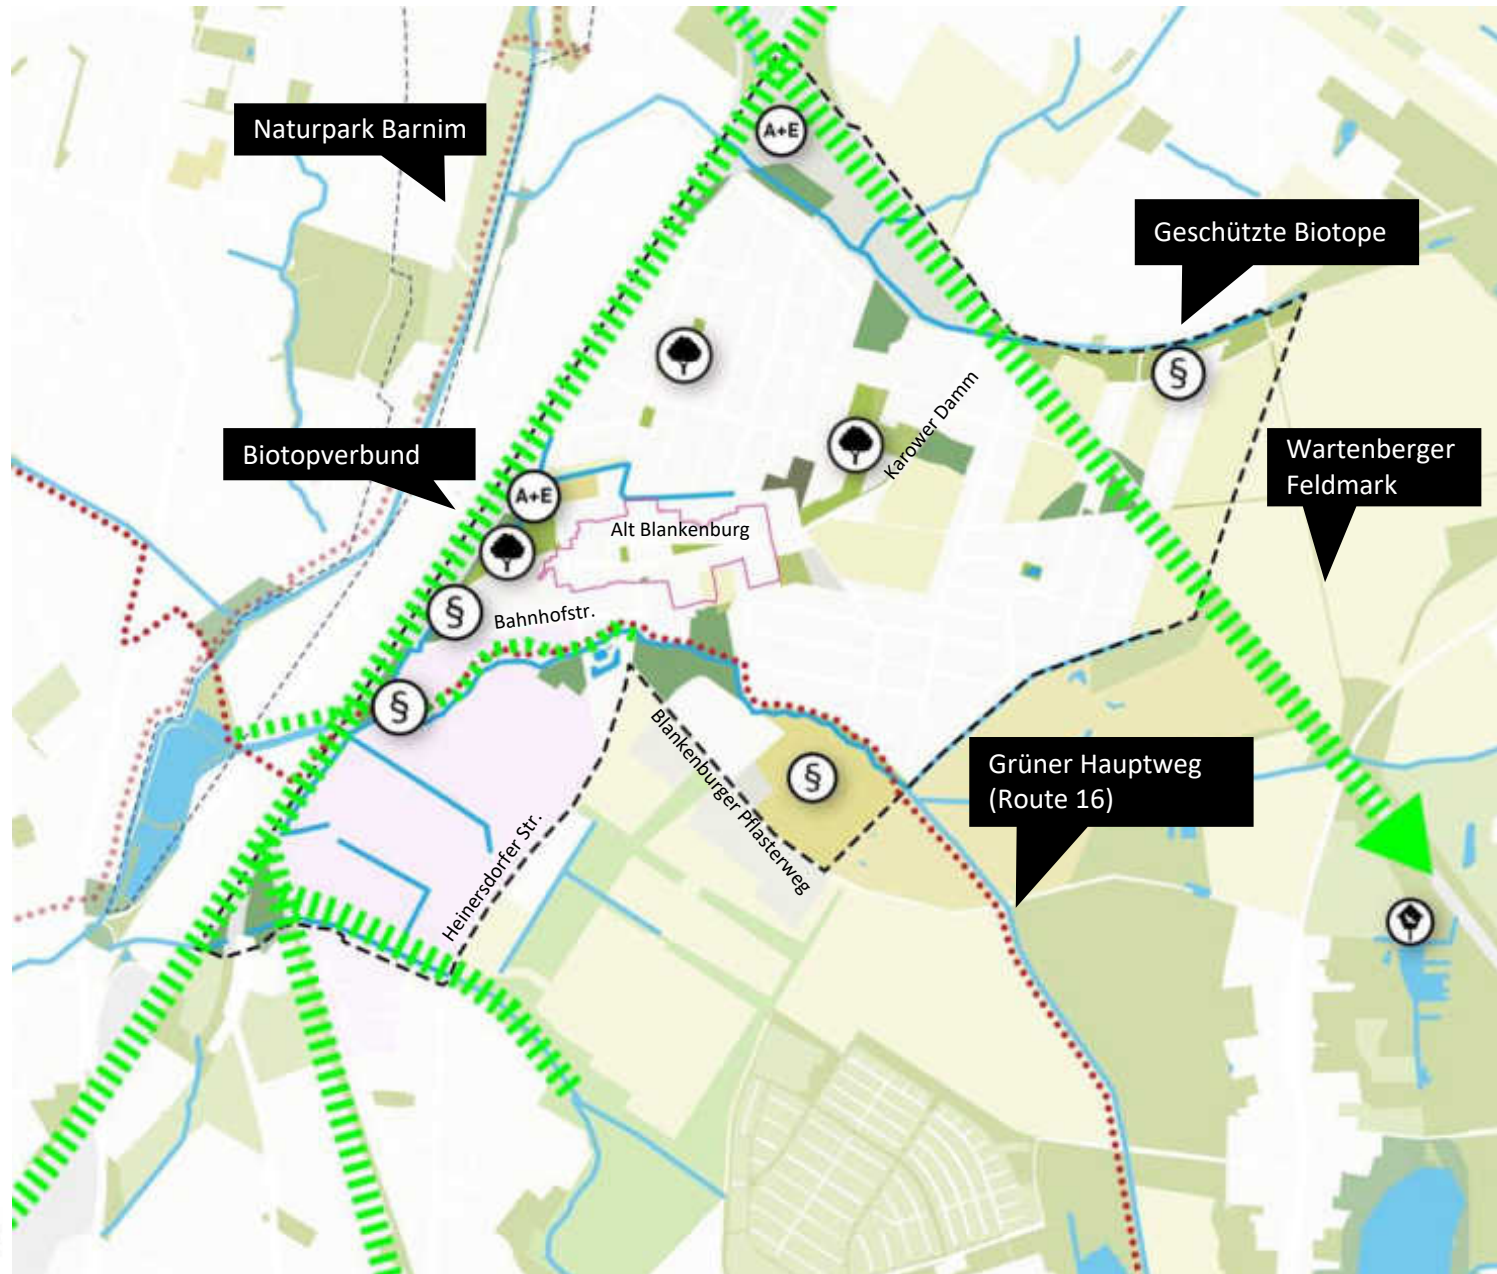 A+E
Naturpark Barnim
Geschützte Biotope
§
Karower Damm
Biotopverbund
Wartenberger
Feldmark
A+E
Alt Blankenburg
§
Bahnhofstr.
§
Blankenburger Pflasterweg
§
Grüner Hauptweg
(Route 16)
Heinersdorfer Str.